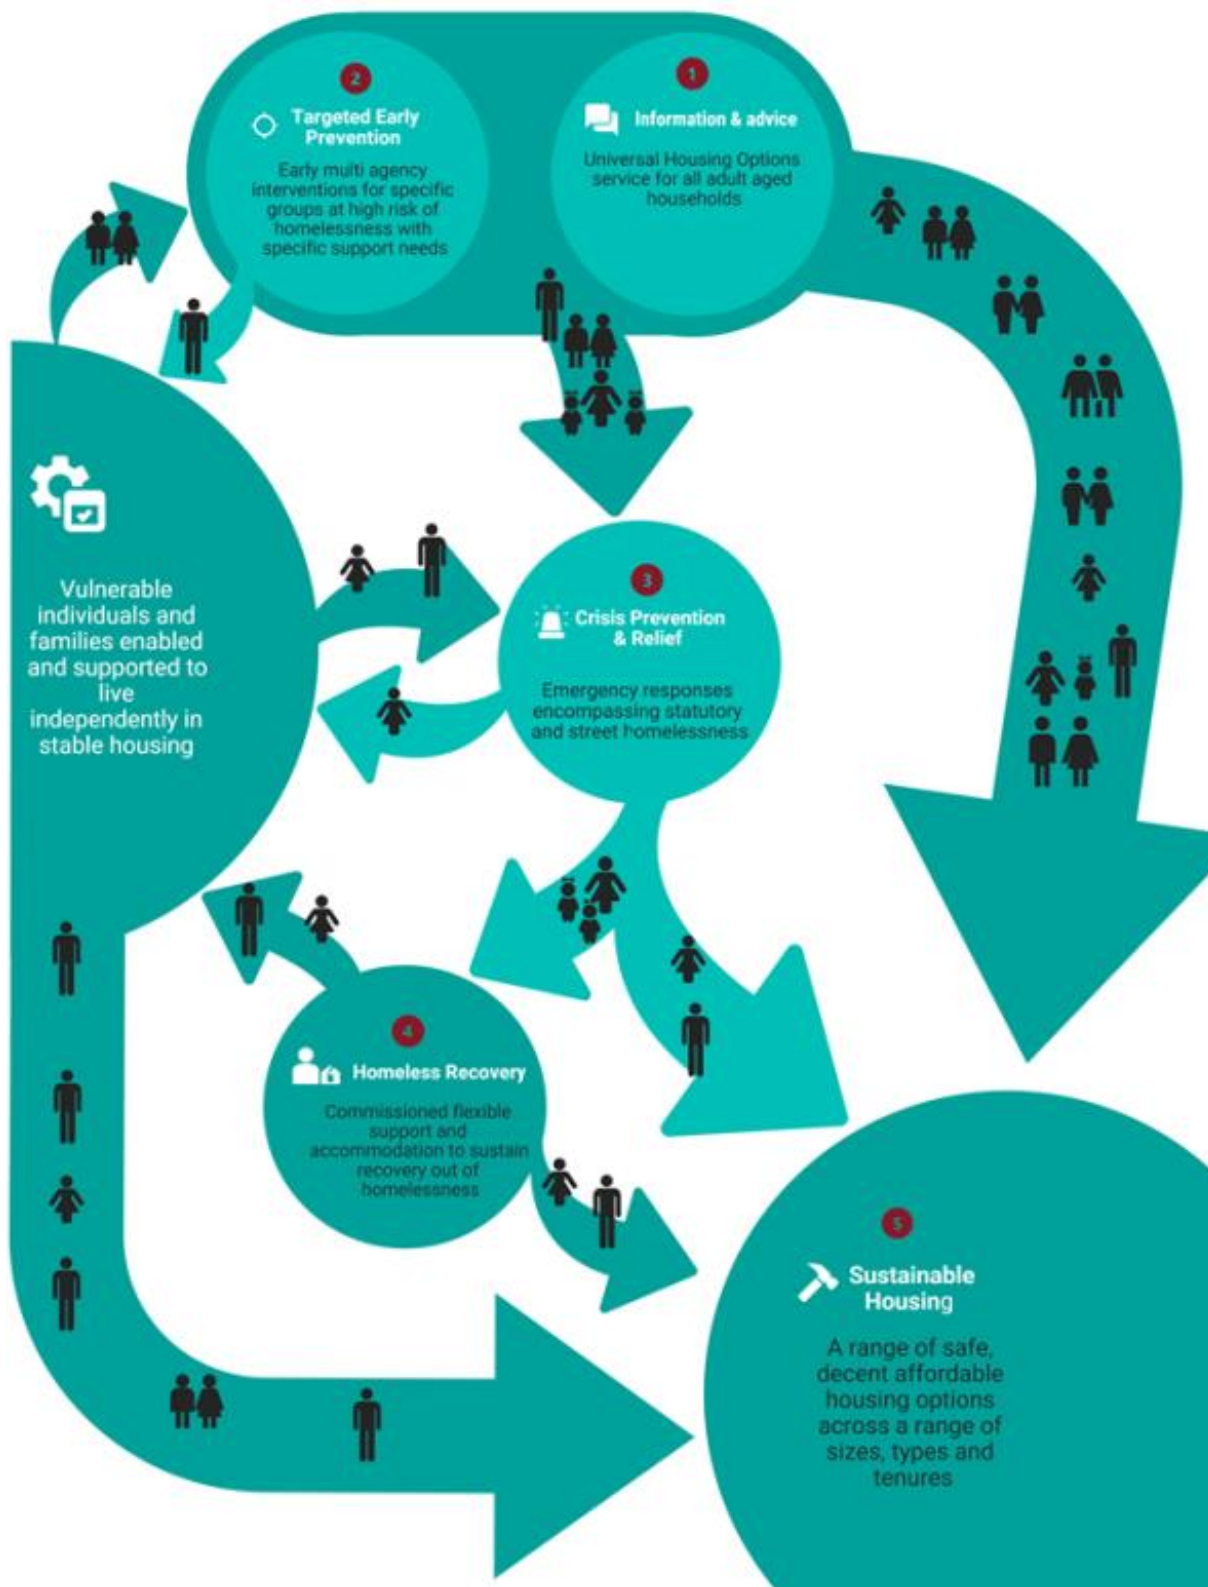 2
Targeted Early
Prevention
Early multi agency
interventions for specific
groups at high risk of
homelessness with
specific support needs
1
Information & advice
Universal Housing Options
service for all adult aged
households
Vulnerable
individuals and
families enabled
and supported to
live
independently in
stable housing
3
Crisis Prevention
& Relief
Emergency responses
encompassing statutory
and street homelessness
4
Homeless Recovery
Commissioned flexible
support and
accommodation to sustain
recovery out of
homelessness
5
Sustainable
Housing
A range of safe,
decent affordable
housing options
across a range of
sizes, types and
tenures